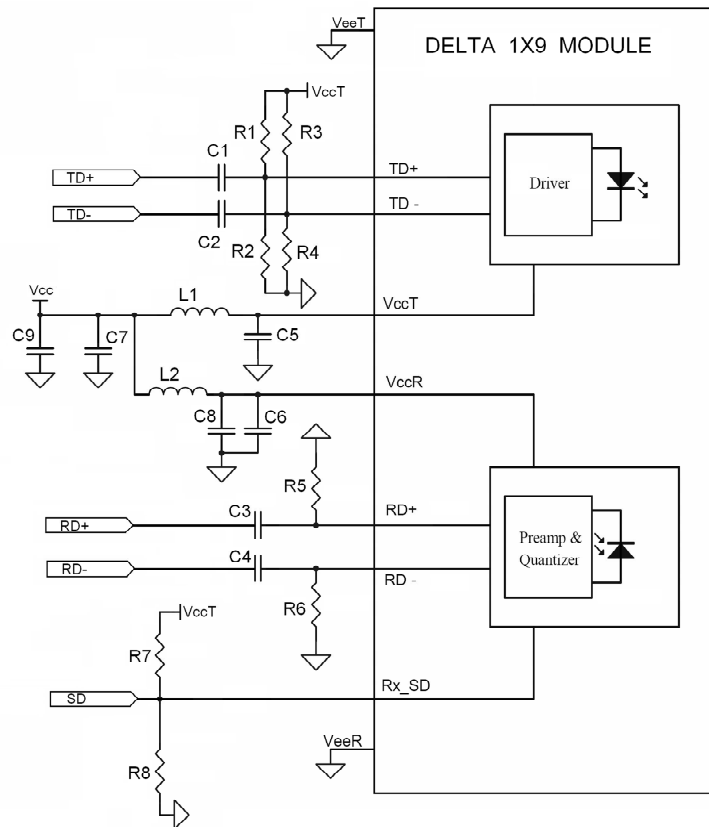 VeeT
DELTA 1X9 MODULE
VccT
R1
R3
C1
TD+
TD+
Driver
TD-
TD -
C2
R2
R4
Vcc
L1
VccT
C9
C7
C5
L2
VccR
C8
C6
R5
C3
RD+
RD+
Preamp &
Quantizer
C4
RD-
RD -
R6
VccT
R7
Rx_SD
SD
VeeR
R8